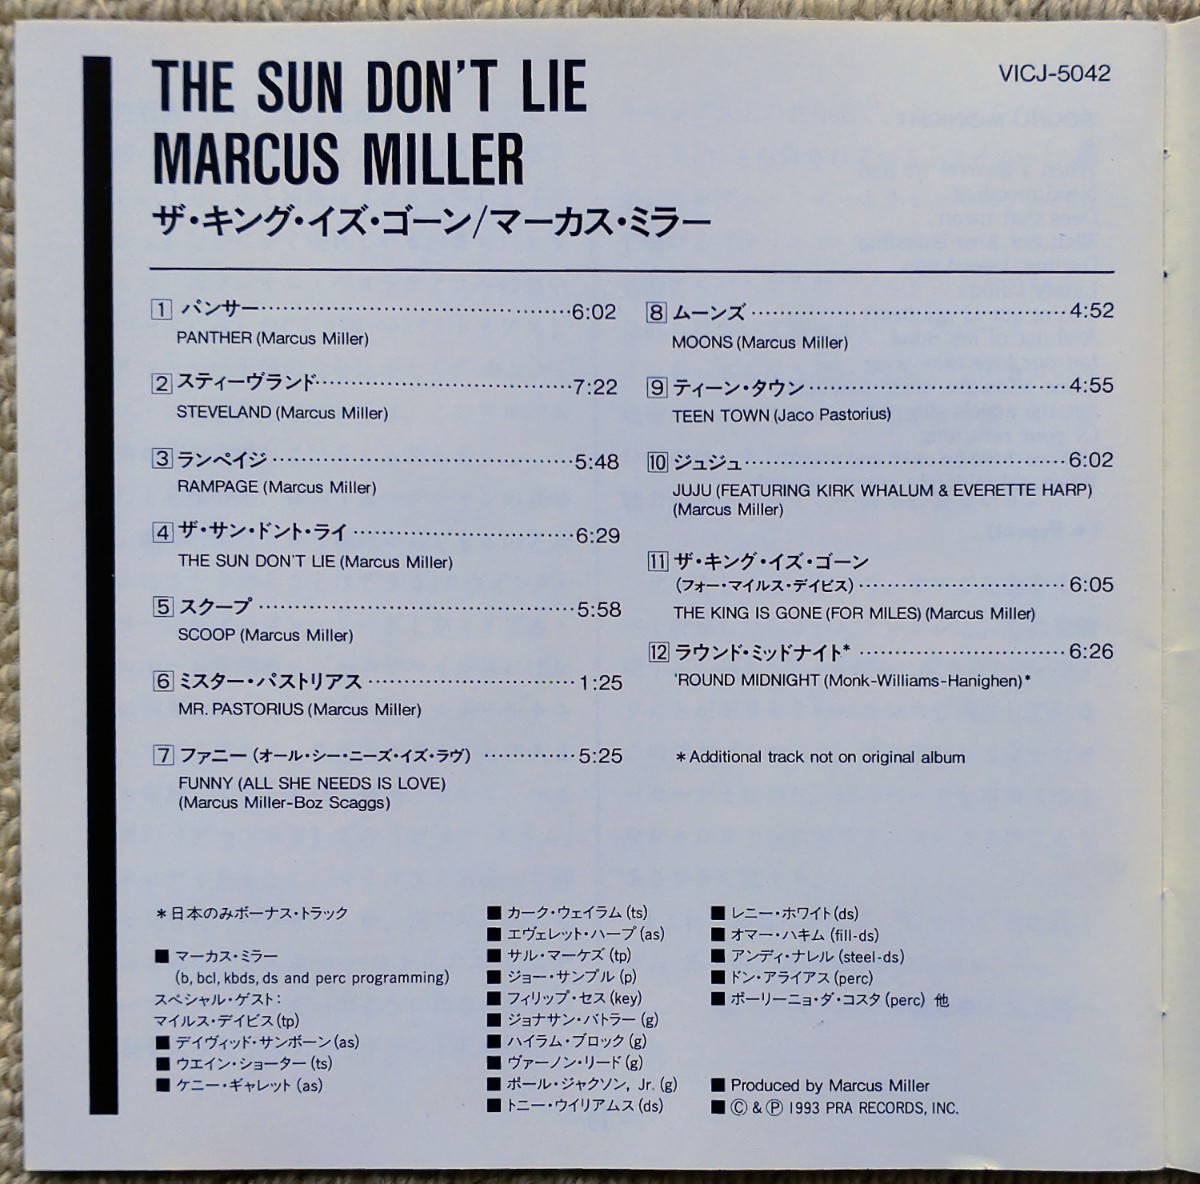 THE SUN DON'T LIE
MARCUS MILLER
ザ・キング・イズ・ゴーン/マーカス・ミラー
VICJ-5042
1 パンサー 6:02
PANTHER (Marcus Miller)
2 スティーヴランド 7:22
STEVELAND (Marcus Miller)
3 ランペイジ 5:48
RAMPAGE (Marcus Miller)
4 ザ・サン・ドント・ライ 6:29
THE SUN DON'T LIE (Marcus Miller)
5 スクープ 5:58
SCOOP (Marcus Miller)
6 ミスター・パストリアス 1:25
MR. PASTORIUS (Marcus Miller)
7 ファニー (オール・シー・ニーズ・イズ・ラヴ) 5:25
FUNNY (ALL SHE NEEDS IS LOVE)
(Marcus Miller-Boz Scaggs)
8 ムーンズ 4:52
MOONS (Marcus Miller)
9 ティーン・タウン 4:55
TEEN TOWN (Jaco Pastorius)
10 ジュジュ 6:02
JUJU (FEATURING KIRK WHALUM & EVERETTE HARP)
(Marcus Miller)
11 ザ・キング・イズ・ゴーン
(フォー・マイルス・デイビス) 6:05
THE KING IS GONE (FOR MILES) (Marcus Miller)
12 ラウンド・ミッドナイト* 6:26
'ROUND MIDNIGHT (Monk-Williams-Hanighen)*
*Additional track not on original album
*日本のみボーナス・トラック
■ マーカス・ミラー
(b, bcl, kbds, ds and perc programming)
スペシャル・ゲスト:
マイルス・デイビス(tp)
■ デイヴィッド・サンボーン(as)
■ ウエイン・ショーター(ts)
■ ケニー・ギャレット(as)
■ カーク・ウェイラム(ts)
■ エヴェレット・ハープ(as)
■ サル・マーケズ(tp)
■ ジョー・サンプル(p)
■ フィリップ・セス(key)
■ ジョナサン・バトラー(g)
■ ハイラム・ブロック(g)
■ ヴァーノン・リード(g)
■ ポール・ジャクソン, Jr. (g)
■ トニー・ウイリアムス(ds)
■ レニー・ホワイト(ds)
■ オマー・ハキム(fill-ds)
■ アンディ・ナレル(steel-ds)
■ ドン・アライアス(perc)
■ ポーリーニョ・ダ・コスタ(perc) 他
■ Produced by Marcus Miller
■ Ⓒ & Ⓟ 1993 PRA RECORDS, INC.